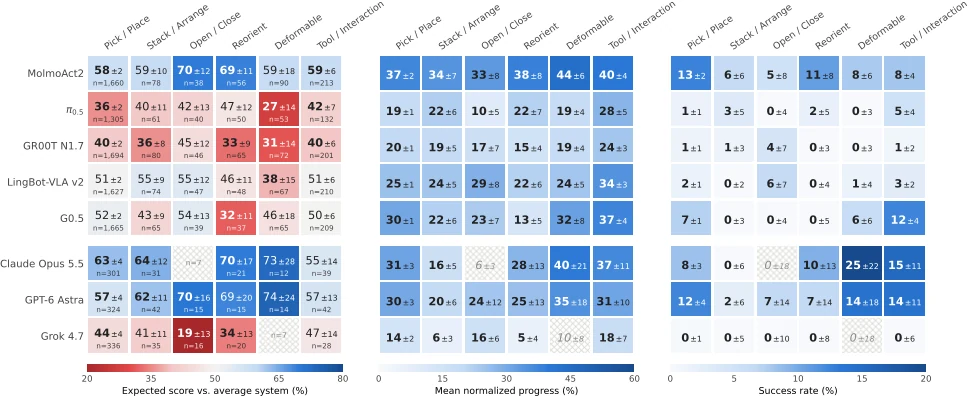 Pick / Place Stack / Arrange Open / Close Reorient Deformable Tool / Interaction Pick / Place Stack / Arrange Open / Close Reorient Deformable Tool / Interaction Pick / Place Stack / Arrange Open / Close Reorient Deformable Tool / Interaction
MolmoAct2 58 ±2 59 ±10 70 ±12 69 ±11 59 ±18 59 ±6 37 ±2 34 ±7 33 ±8 38 ±8 44 ±6 40 ±4 13 ±2 6 ±6 5 ±8 11 ±8 8 ±6 8 ±4
n=1,660 n=78 n=38 n=56 n=90 n=213
π0.5 36 ±2 40 ±11 42 ±13 47 ±12 27 ±14 42 ±7 19 ±1 22 ±6 10 ±5 22 ±7 19 ±4 28 ±5 1 ±1 3 ±5 0 ±4 2 ±5 0 ±3 5 ±4
n=1,305 n=61 n=40 n=50 n=53 n=132
GR00T N1.7 40 ±2 36 ±8 45 ±12 33 ±9 31 ±14 40 ±6 20 ±1 19 ±5 17 ±7 15 ±4 19 ±4 24 ±3 1 ±1 1 ±3 4 ±7 0 ±3 0 ±3 1 ±2
n=1,694 n=80 n=46 n=65 n=72 n=201
LingBot-VLA v2 51 ±2 55 ±9 55 ±12 46 ±11 38 ±15 51 ±6 25 ±1 24 ±5 29 ±8 22 ±6 24 ±5 34 ±3 2 ±1 0 ±2 6 ±7 0 ±4 1 ±4 3 ±2
n=1,627 n=74 n=47 n=48 n=67 n=210
G0.5 52 ±2 43 ±9 54 ±13 32 ±11 46 ±18 50 ±6 30 ±1 22 ±6 23 ±7 13 ±5 32 ±8 37 ±4 7 ±1 0 ±3 0 ±4 0 ±5 6 ±6 12 ±4
n=1,665 n=65 n=39 n=37 n=65 n=209
Claude Opus 5.5 63 ±4 64 ±12 n=7 70 ±17 73 ±28 55 ±14 31 ±3 16 ±5 6 ±3 28 ±13 40 ±21 37 ±11 8 ±3 0 ±6 0 ±18 10 ±13 25 ±22 15 ±11
n=301 n=31 n=21 n=12 n=39
GPT-6 Astra 57 ±4 62 ±11 70 ±16 69 ±20 74 ±24 57 ±13 30 ±3 20 ±6 24 ±12 25 ±13 35 ±18 31 ±10 12 ±4 2 ±6 7 ±14 7 ±14 14 ±18 14 ±11
n=324 n=42 n=15 n=15 n=14 n=42
Grok 4.7 44 ±4 41 ±11 19 ±13 34 ±13 n=7 47 ±14 14 ±2 6 ±3 16 ±6 5 ±4 10 ±8 18 ±7 0 ±1 0 ±5 0 ±10 0 ±8 0 ±18 0 ±6
n=336 n=35 n=16 n=20 n=28
20 35 50 65 80 0 15 30 45 60 0 5 10 15 20
Expected score vs. average system (%) Mean normalized progress (%) Success rate (%)